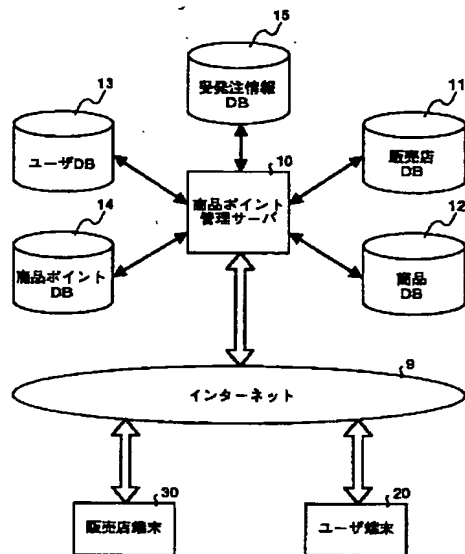 15
受発注情報
DB
13
ユーザDB
11
販売店
DB
10
商品ポイント
管理サーバ
14
商品ポイント
DB
12
商品
DB
9
インターネット
30
販売店端末
20
ユーザ端末